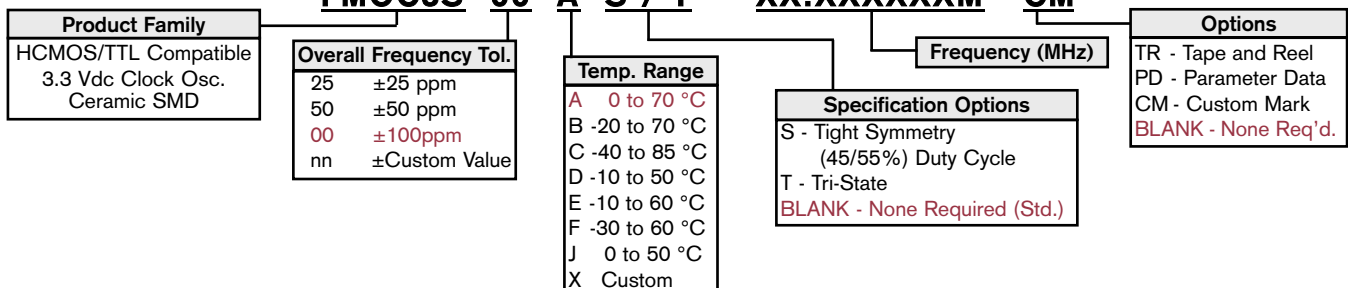 00 A S / T XX.XXXXXXM CM
Product Family
HCMOS/TTL Compatible
3.3 Vdc Clock Osc.
Ceramic SMD
Overall Frequency Tol.
25 ±25 ppm
50 ±50 ppm
00 ±100ppm
nn ±Custom Value
Temp. Range
A 0 to 70 °C
B -20 to 70 °C
C -40 to 85 °C
D -10 to 50 °C
E -10 to 60 °C
F -30 to 60 °C
J 0 to 50 °C
X Custom
Frequency (MHz)
Specification Options
S - Tight Symmetry
(45/55%) Duty Cycle
T - Tri-State
BLANK - None Required (Std.)
Options
TR - Tape and Reel
PD - Parameter Data
CM - Custom Mark
BLANK - None Req'd.